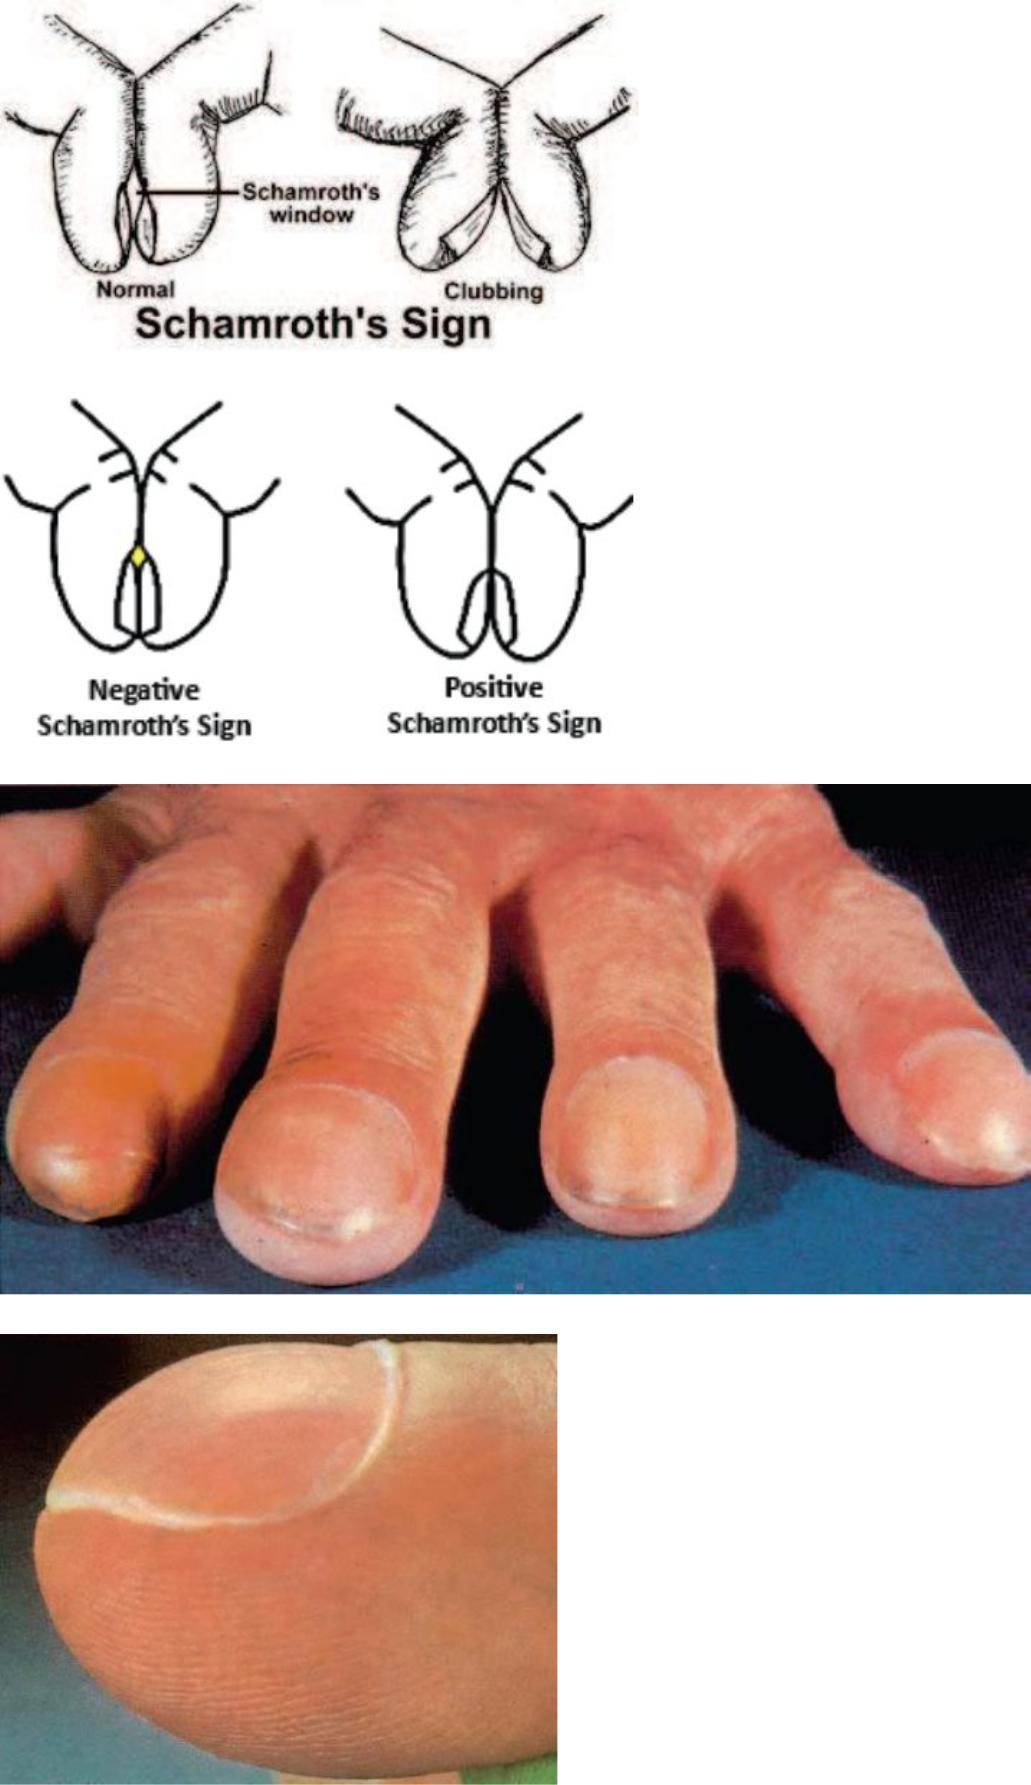 Schamroth's
window
Normal
Clubbing
Schamroth's Sign
Negative
Schamroth's Sign
Positive
Schamroth's Sign